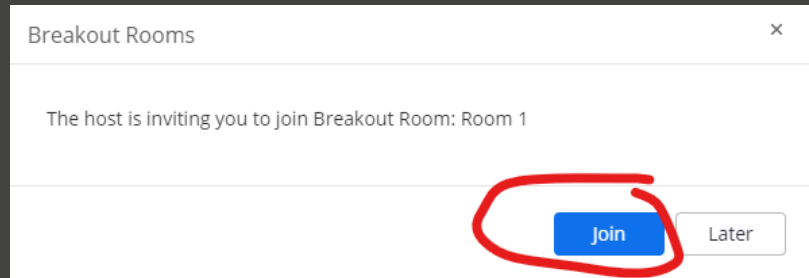 Breakout Rooms
The host is inviting you to join Breakout Room: Room 1
Join Later